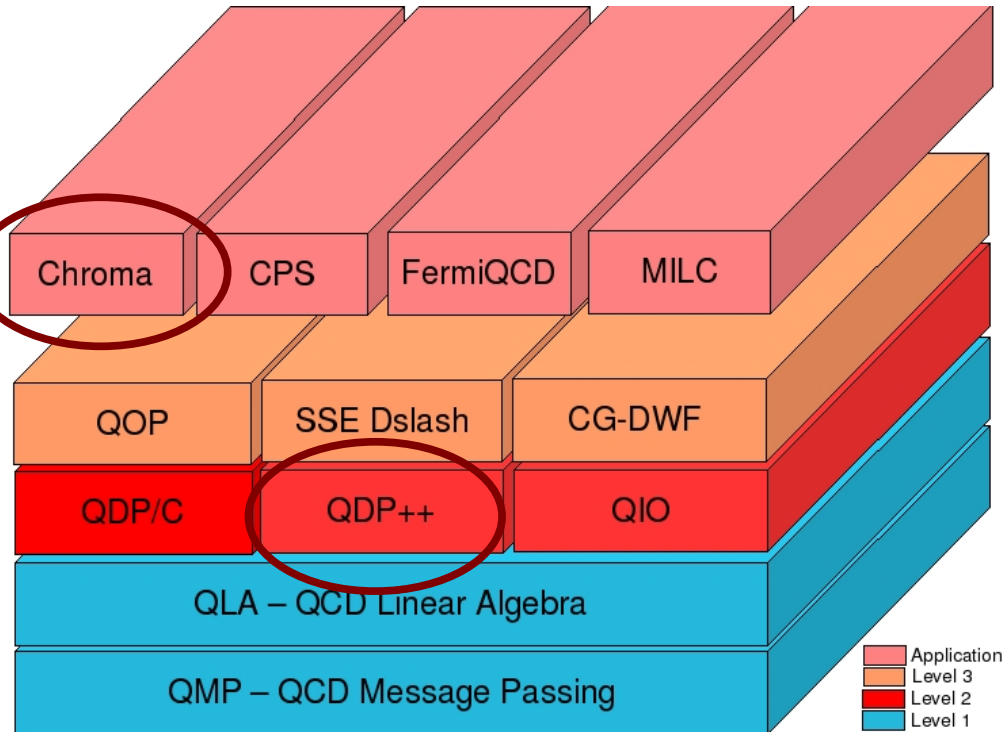 Chroma
CPS
FermiQCD
MILC
QOP
SSE Dslash
CG-DWF
QDP/C
QDP++
QIO
QLA – QCD Linear Algebra
QMP – QCD Message Passing
Application
Level 3
Level 2
Level 1